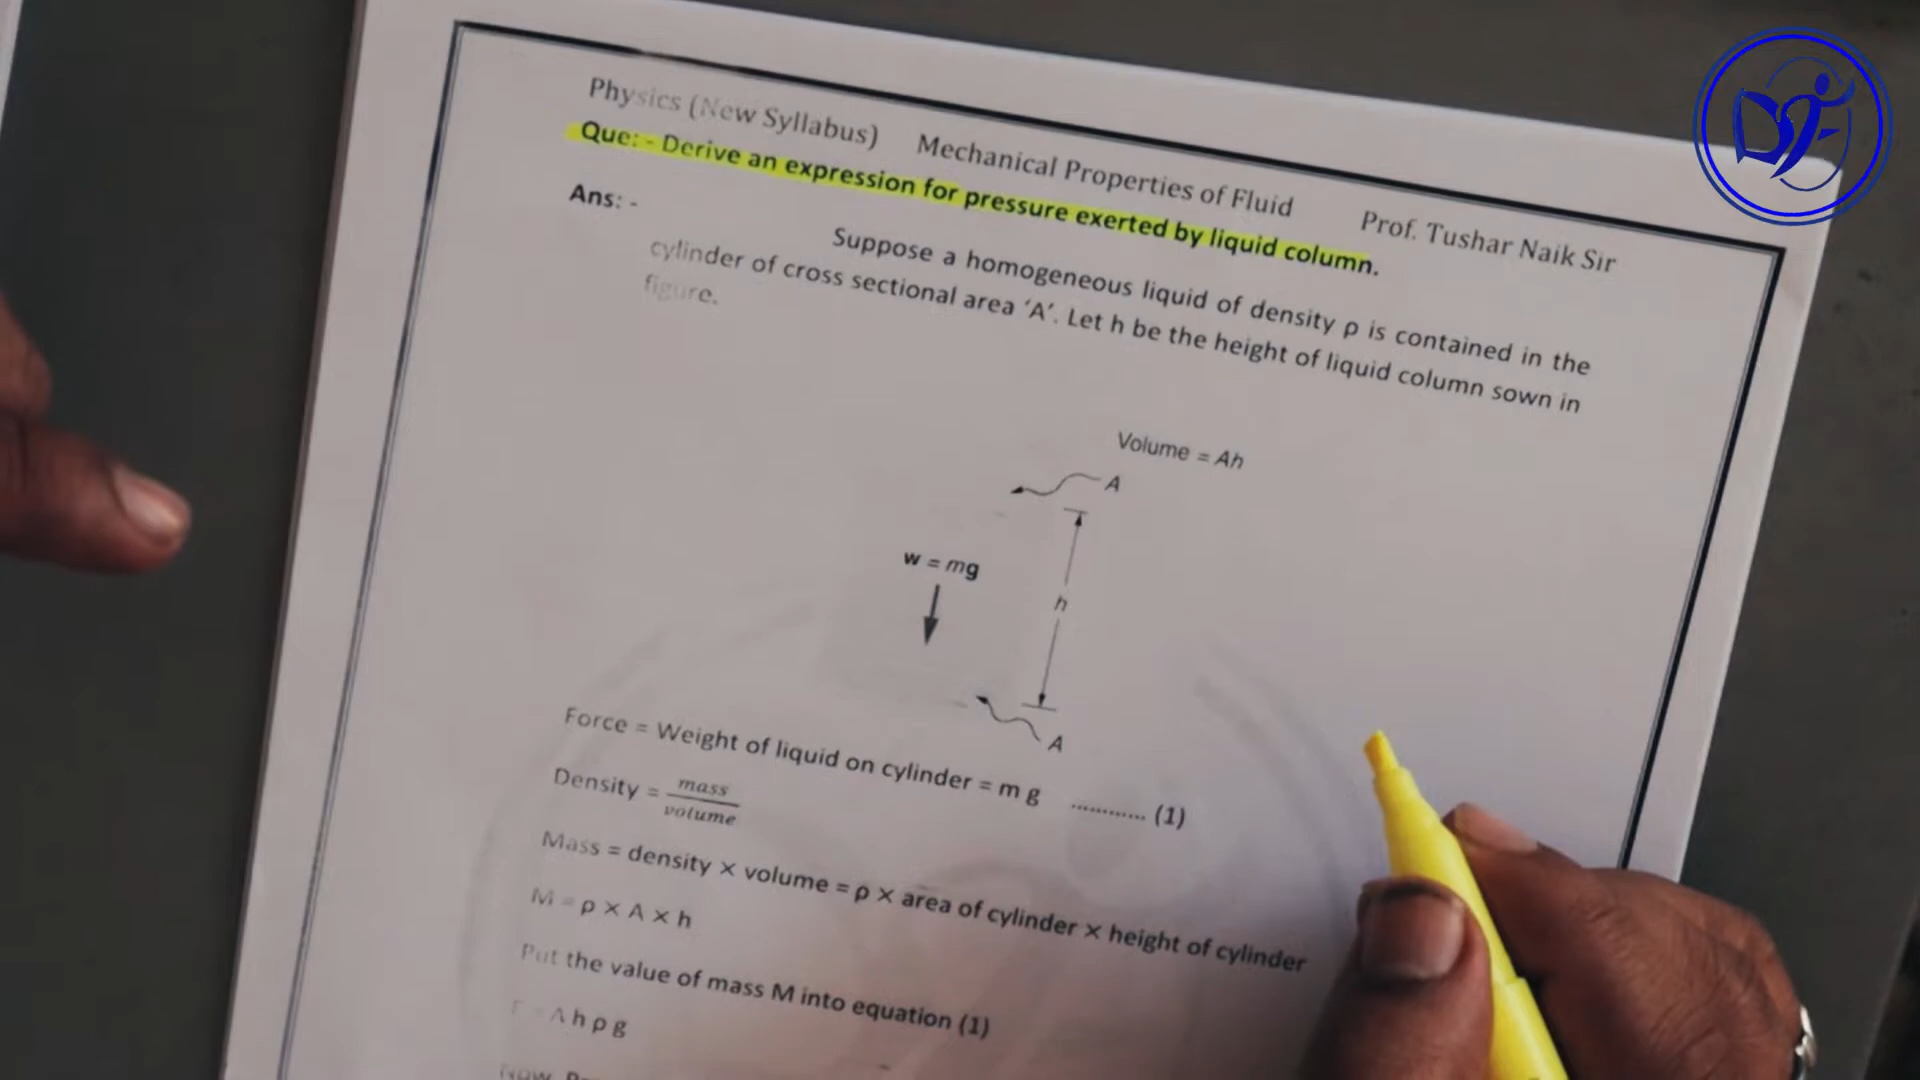 Physics (New Syllabus) Mechanical Properties of Fluid Prof. Tushar Naik Sir
Que: - Derive an expression for pressure exerted by liquid column.
Ans: -
Suppose a homogeneous liquid of density ρ is contained in the
cylinder of cross sectional area ‘A’. Let h be the height of liquid column sown in
figure.
Volume = Ah
A
w = mg
h
A
Force = Weight of liquid on cylinder = m g ............ (1)
Density = mass/volume
Mass = density × volume = ρ × area of cylinder × height of cylinder
M = ρ × A × h
Put the value of mass M into equation (1)
F = A h ρ g
Now,